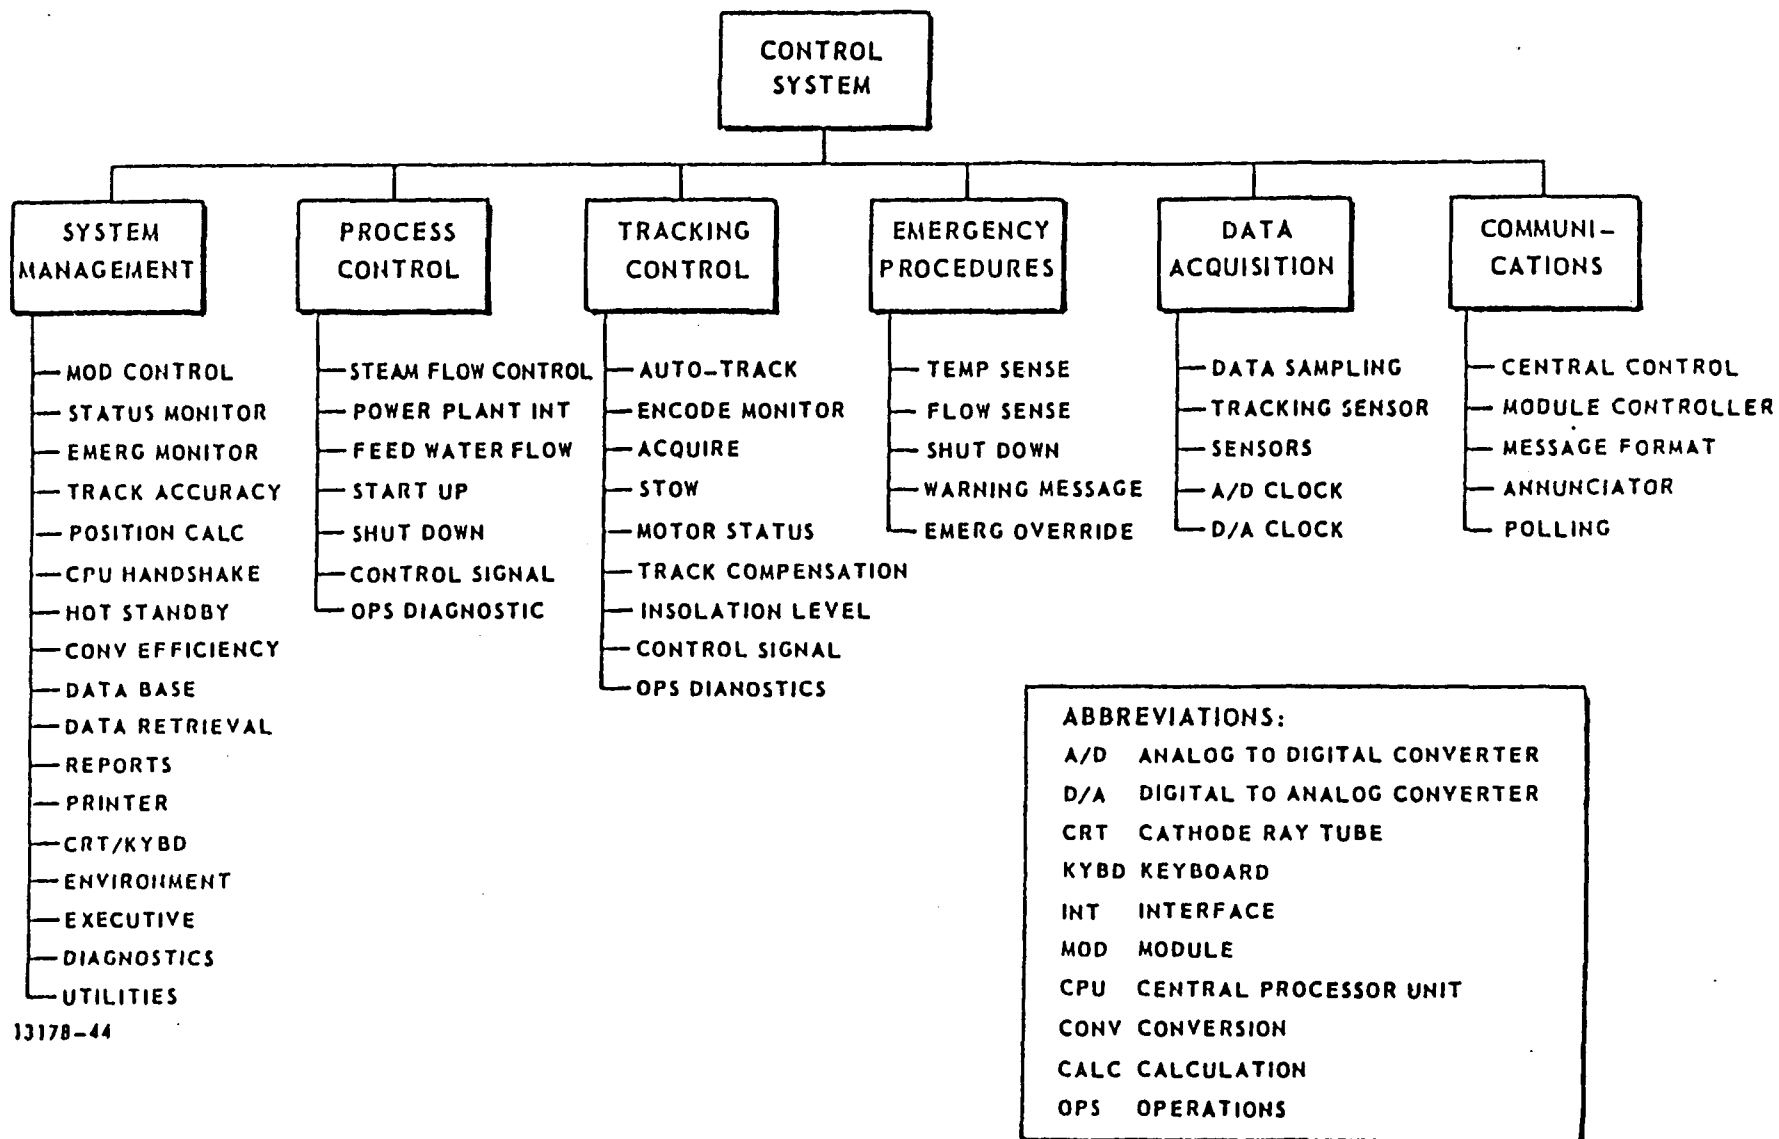 CONTROL
SYSTEM
SYSTEM
MANAGEMENT
MOD CONTROL
STATUS MONITOR
EMERG MONITOR
TRACK ACCURACY
POSITION CALC
CPU HANDSHAKE
HOT STANDBY
CONV EFFICIENCY
DATA BASE
DATA RETRIEVAL
REPORTS
PRINTER
CRT/KYBD
ENVIRONMENT
EXECUTIVE
DIAGNOSTICS
UTILITIES
PROCESS
CONTROL
STEAM FLOW CONTROL
POWER PLANT INT
FEED WATER FLOW
START UP
SHUT DOWN
CONTROL SIGNAL
OPS DIAGNOSTIC
TRACKING
CONTROL
AUTO-TRACK
ENCODE MONITOR
ACQUIRE
STOW
MOTOR STATUS
TRACK COMPENSATION
INSOLATION LEVEL
CONTROL SIGNAL
OPS DIANOSTICS
EMERGENCY
PROCEDURES
TEMP SENSE
FLOW SENSE
SHUT DOWN
WARNING MESSAGE
EMERG OVERRIDE
DATA
ACQUISITION
DATA SAMPLING
TRACKING SENSOR
SENSORS
A/D CLOCK
D/A CLOCK
COMMUNI-
CATIONS
CENTRAL CONTROL
MODULE CONTROLLER
MESSAGE FORMAT
ANNUNCIATOR
POLLING
ABBREVIATIONS:
A/D ANALOG TO DIGITAL CONVERTER
D/A DIGITAL TO ANALOG CONVERTER
CRT CATHODE RAY TUBE
KYBD KEYBOARD
INT INTERFACE
MOD MODULE
CPU CENTRAL PROCESSOR UNIT
CONV CONVERSION
CALC CALCULATION
OPS OPERATIONS
13178-44